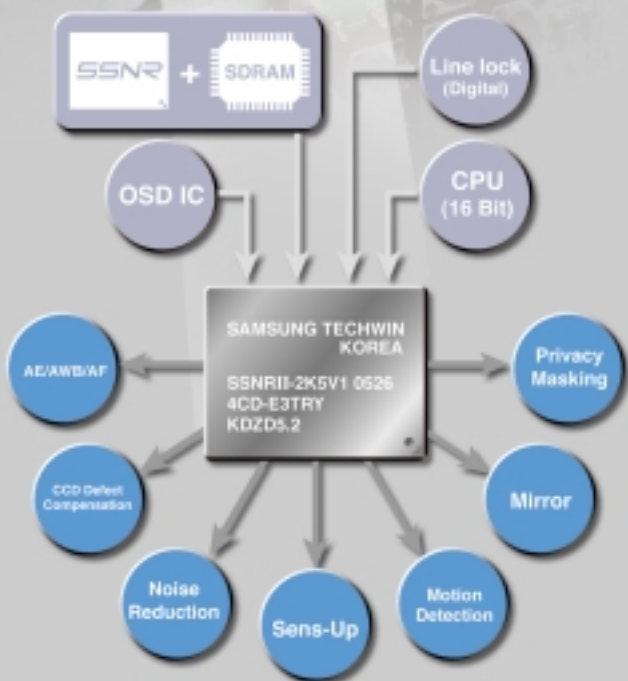 SSNR + SDRAM
Line lock
(Digital)
OSD IC
CPU
(16 Bit)
SAMSUNG TECHWIN
KOREA
SSNRII-2K5V1 0526
4CD-E3TRY
KDZD5.2
AE/AWB/AF
Privacy
Masking
CCD Defect
Compensation
Mirror
Noise
Reduction
Sens-Up
Motion
Detection